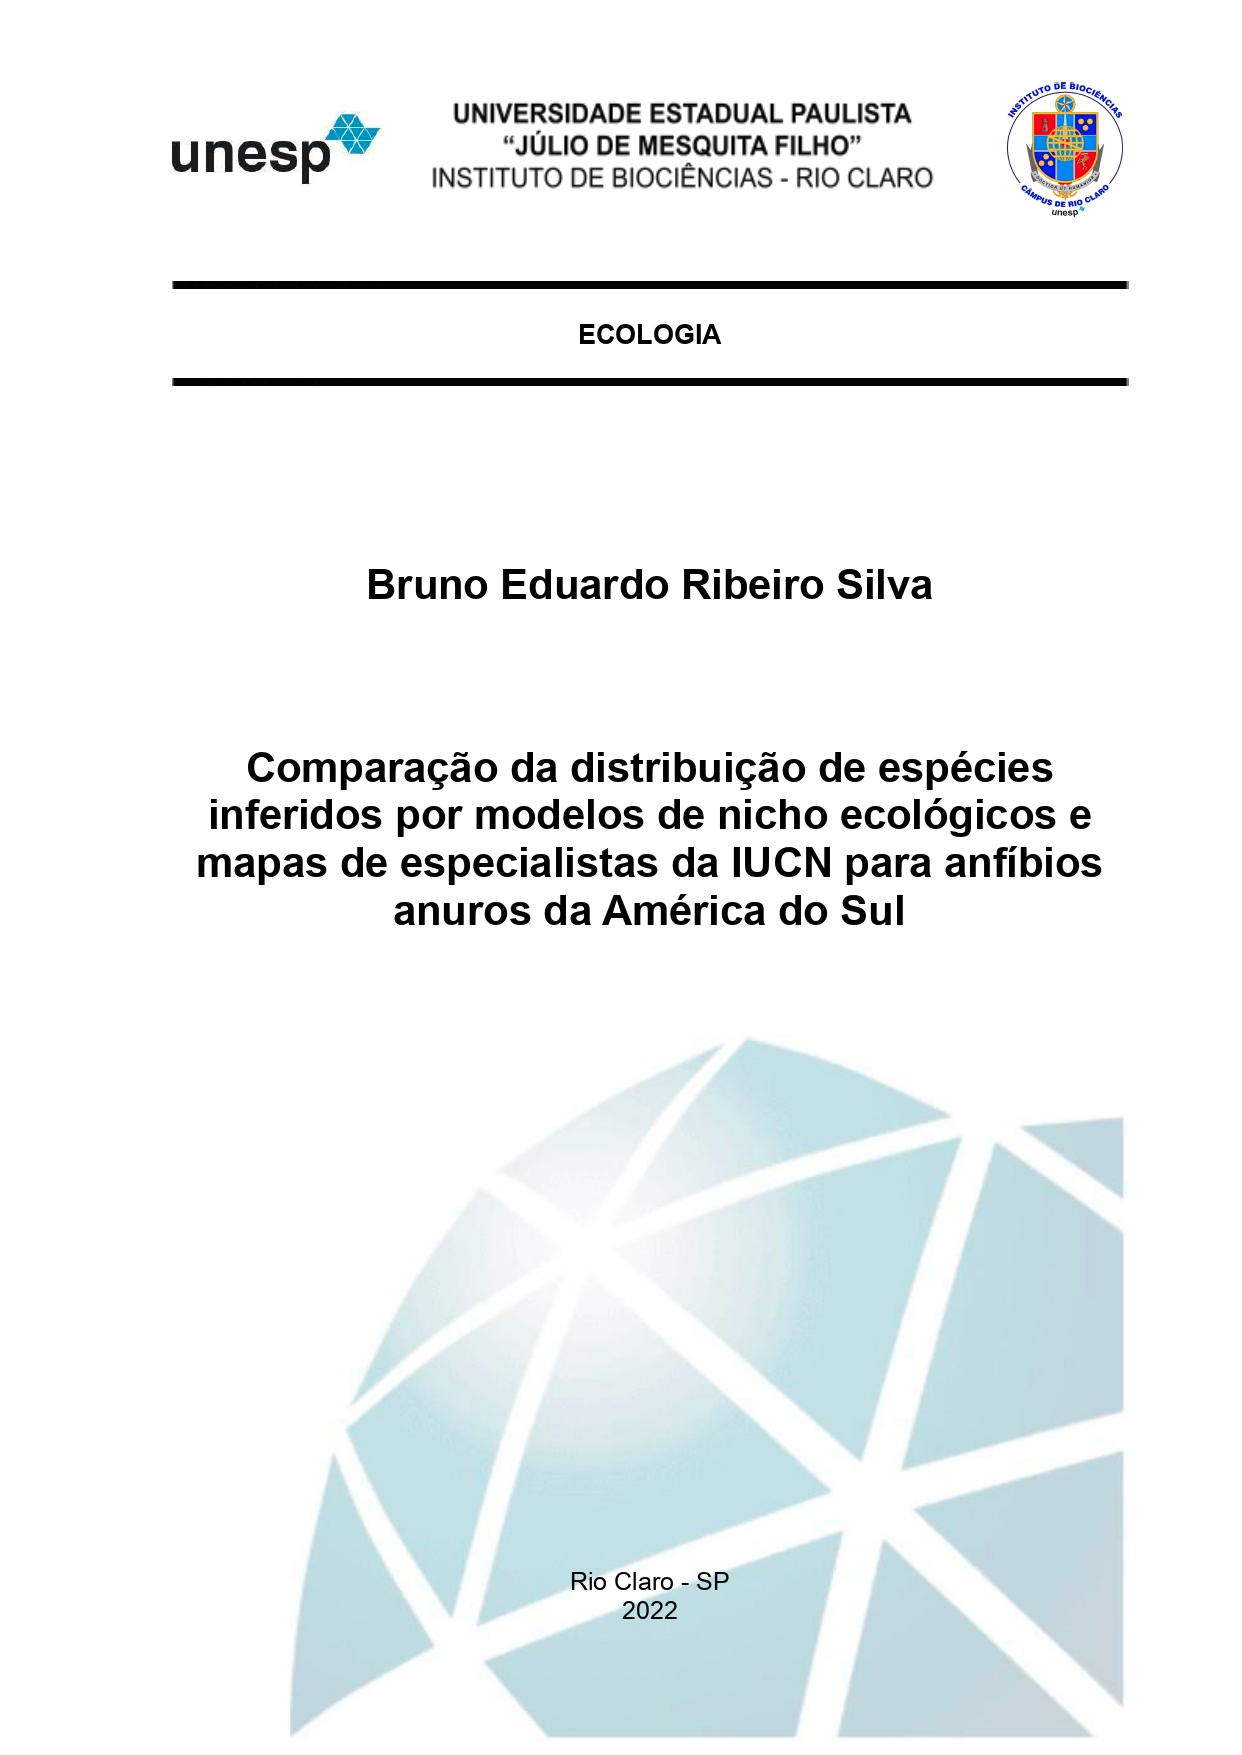 unesp
UNIVERSIDADE ESTADUAL PAULISTA
“JÚLIO DE MESQUITA FILHO”
INSTITUTO DE BIOCIÊNCIAS - RIO CLARO
INSTITUTO DE BIOCIÊNCIAS
CÂMPUS DE RIO CLARO
unesp
ECOLOGIA
Bruno Eduardo Ribeiro Silva
Comparação da distribuição de espécies
inferidos por modelos de nicho ecológicos e
mapas de especialistas da IUCN para anfíbios
anuros da América do Sul
Rio Claro - SP
2022